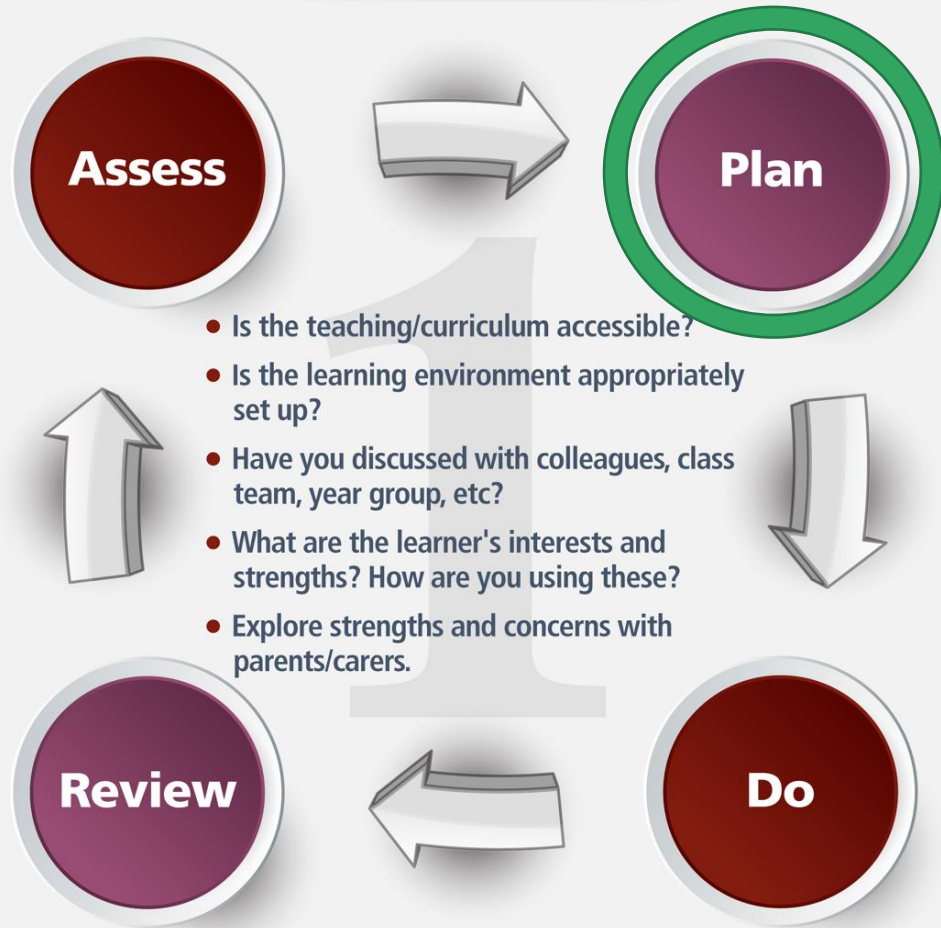 Assess
Plan
1
• Is the teaching/curriculum accessible?
• Is the learning environment appropriately
set up?
• Have you discussed with colleagues, class
team, year group, etc?
• What are the learner's interests and
strengths? How are you using these?
• Explore strengths and concerns with
parents/carers.
Review
Do